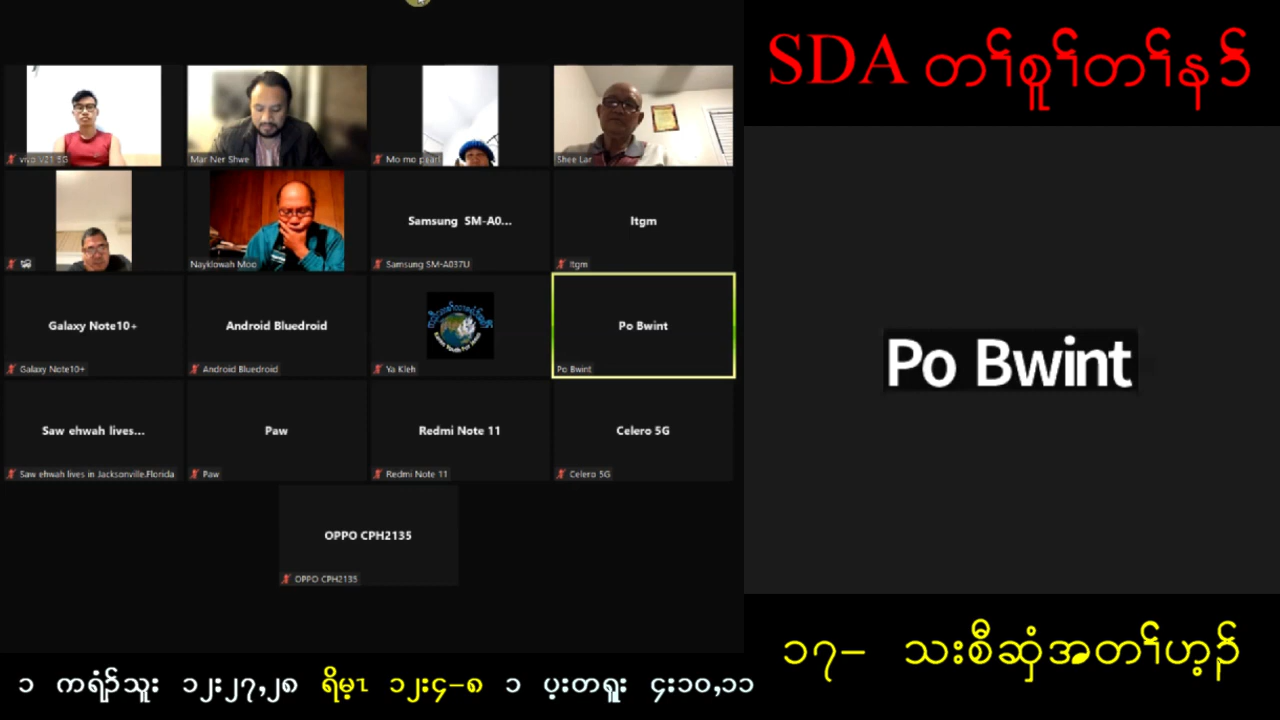 SDA တၢ်စူၢ်တၢ်နၥ်
vivo V21 5G
Mar Ner Shwe
Mo mo pearl
Shee Lar
Nayklowah Moo
Samsung SM-A0...
Samsung SM-A037U
Itgm
Itgm
Galaxy Note10+
Galaxy Note10+
Android Bluedroid
Android Bluedroid
Ya Kleh
Po Bwint
Po Bwint
Po Bwint
Saw ehwah lives...
Saw ehwah lives in Jacksonville.Florida
Paw
Paw
Redmi Note 11
Redmi Note 11
Celero 5G
Celero 5G
OPPO CPH2135
OPPO CPH2135
၁၇– သးစီဆှံအတၢ်ဟ့ၣ်
၁ ကရံၣ်သူး ၁၂း၂၇,၂၈ ရိမ့ၤ ၁၂း၄–၈ ၁ ပ့းတရူး ၄း၁၀,၁၁